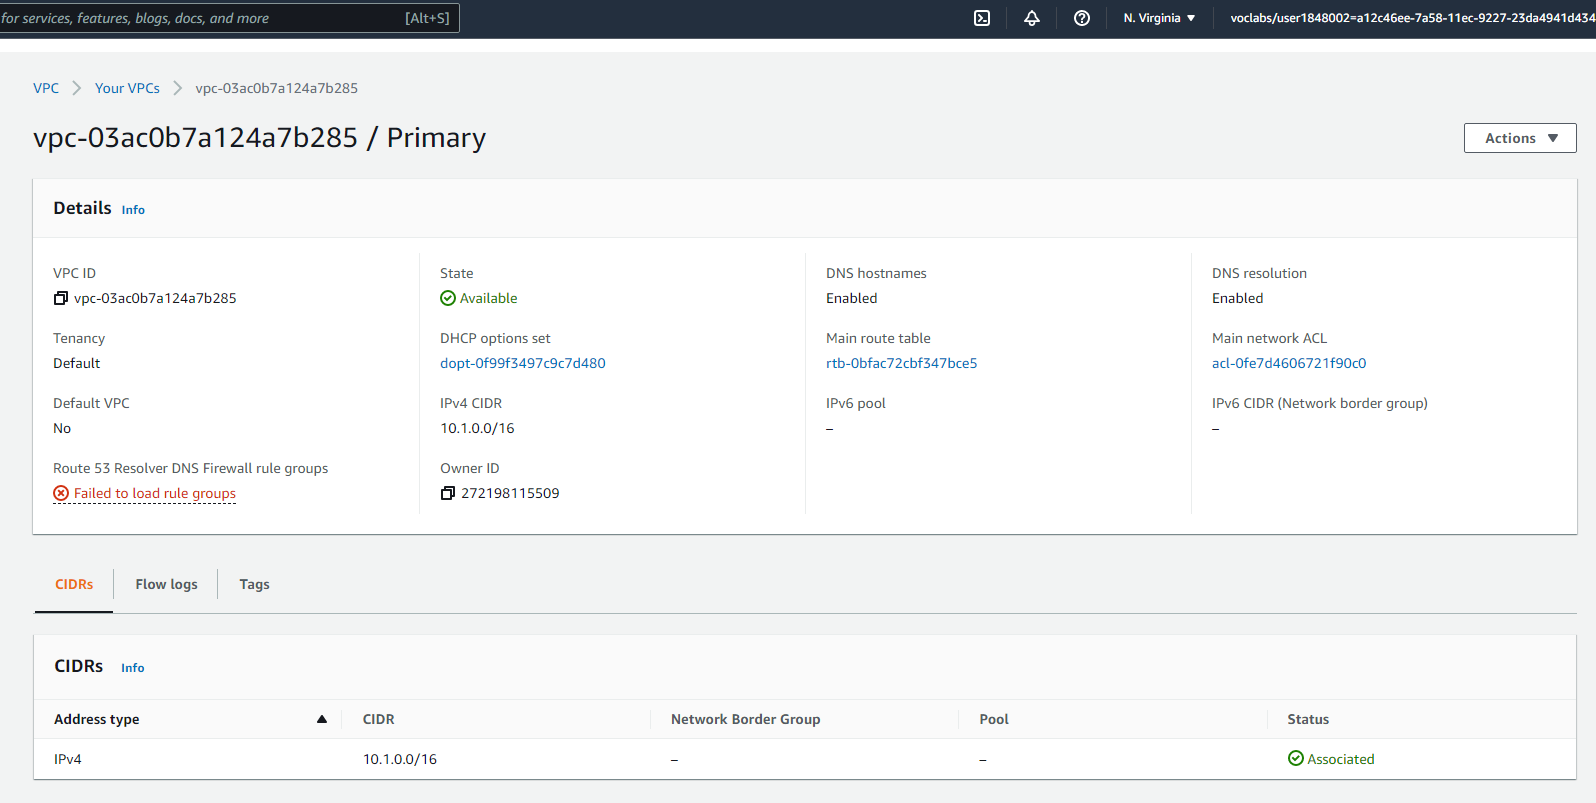 for services, features, blogs, docs, and more [Alt+S] N. Virginia ▼ voclabs/user1848002=a12c46ee-7a58-11ec-9227-23da4941d434
VPC > Your VPCs > vpc-03ac0b7a124a7b285
vpc-03ac0b7a124a7b285 / Primary
Actions ▼
Details Info
VPC ID State DNS hostnames DNS resolution
vpc-03ac0b7a124a7b285 Available Enabled Enabled
Tenancy DHCP options set Main route table Main network ACL
Default dopt-0f99f3497c9c7d480 rtb-0bfac72cbf347bce5 acl-0fe7d4606721f90c0
Default VPC IPv4 CIDR IPv6 pool IPv6 CIDR (Network border group)
No 10.1.0.0/16 – –
Route 53 Resolver DNS Firewall rule groups Owner ID
Failed to load rule groups 272198115509
CIDRs Flow logs Tags
CIDRs Info
Address type ▲ CIDR Network Border Group Pool Status
IPv4 10.1.0.0/16 – – Associated